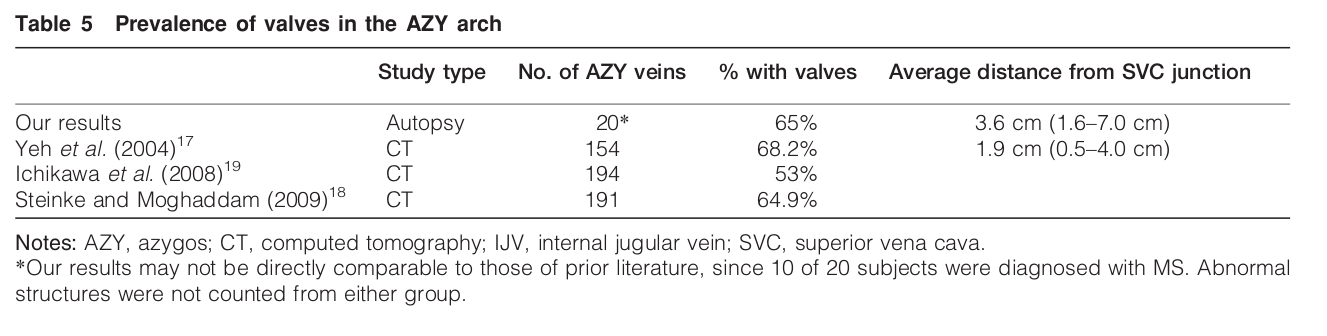 Table 5 Prevalence of valves in the AZY arch
Study type No. of AZY veins % with valves Average distance from SVC junction
Our results Autopsy 20* 65% 3.6 cm (1.6–7.0 cm)
Yeh et al. (2004)17 CT 154 68.2% 1.9 cm (0.5–4.0 cm)
Ichikawa et al. (2008)19 CT 194 53%
Steinke and Moghaddam (2009)18 CT 191 64.9%
Notes: AZY, azygos; CT, computed tomography; IJV, internal jugular vein; SVC, superior vena cava.
*Our results may not be directly comparable to those of prior literature, since 10 of 20 subjects were diagnosed with MS. Abnormal
structures were not counted from either group.